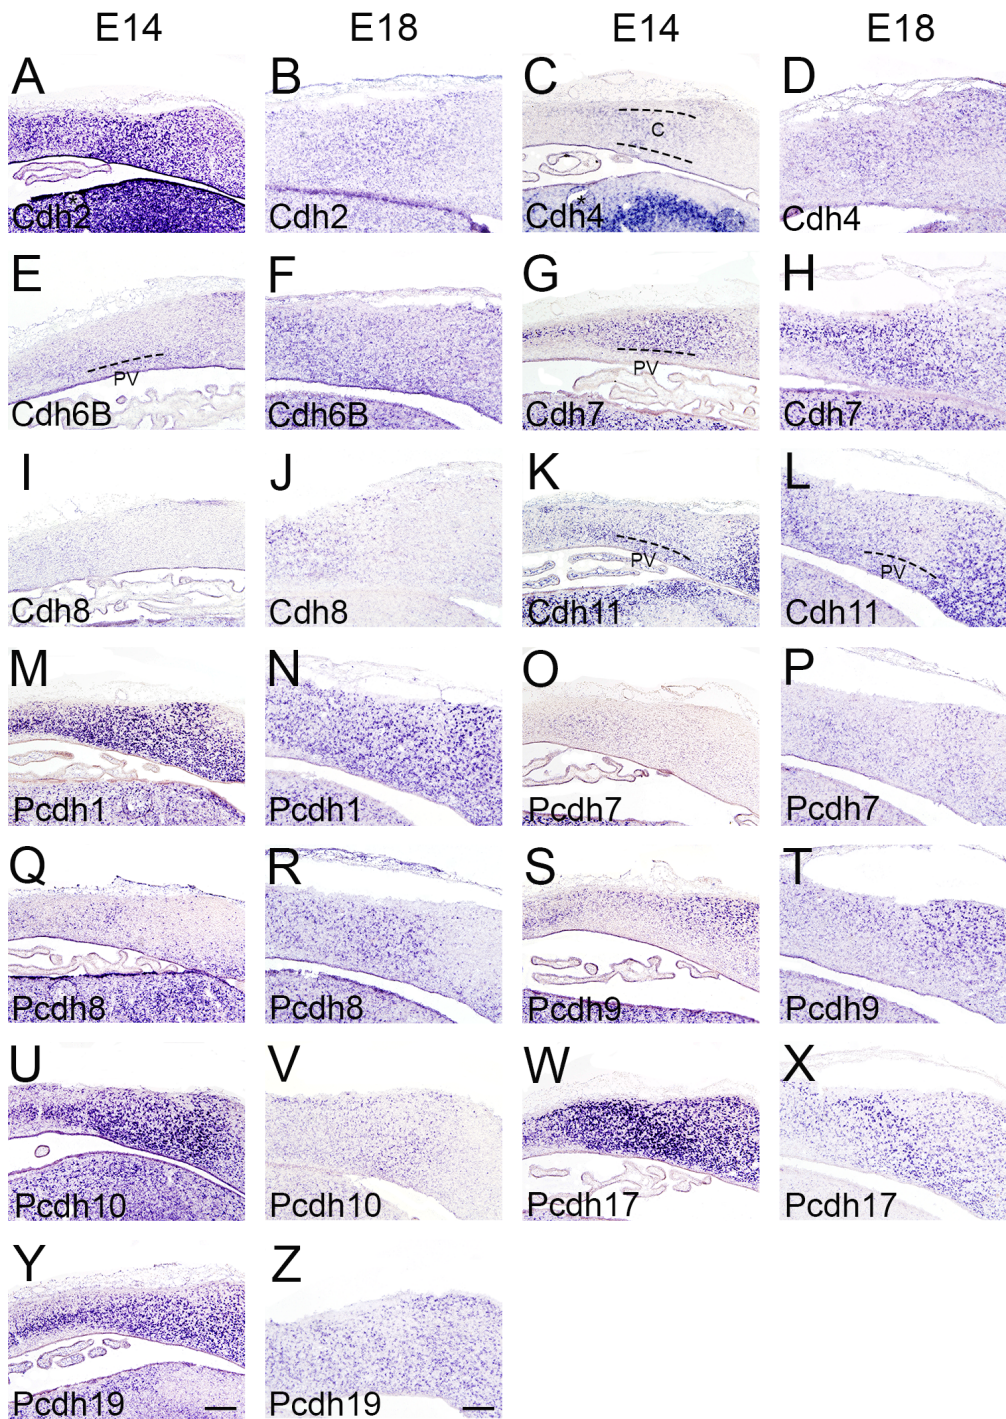 E14 E18 E14 E18
A B C D
* C *
Cdh2 Cdh2 Cdh4 Cdh4
E F G H
PV PV
Cdh6B Cdh6B Cdh7 Cdh7
I J K L
PV PV
Cdh8 Cdh8 Cdh11 Cdh11
M N O P
Pcdh1 Pcdh1 Pcdh7 Pcdh7
Q R S T
Pcdh8 Pcdh8 Pcdh9 Pcdh9
U V W X
Pcdh10 Pcdh10 Pcdh17 Pcdh17
Y Z
Pcdh19 Pcdh19